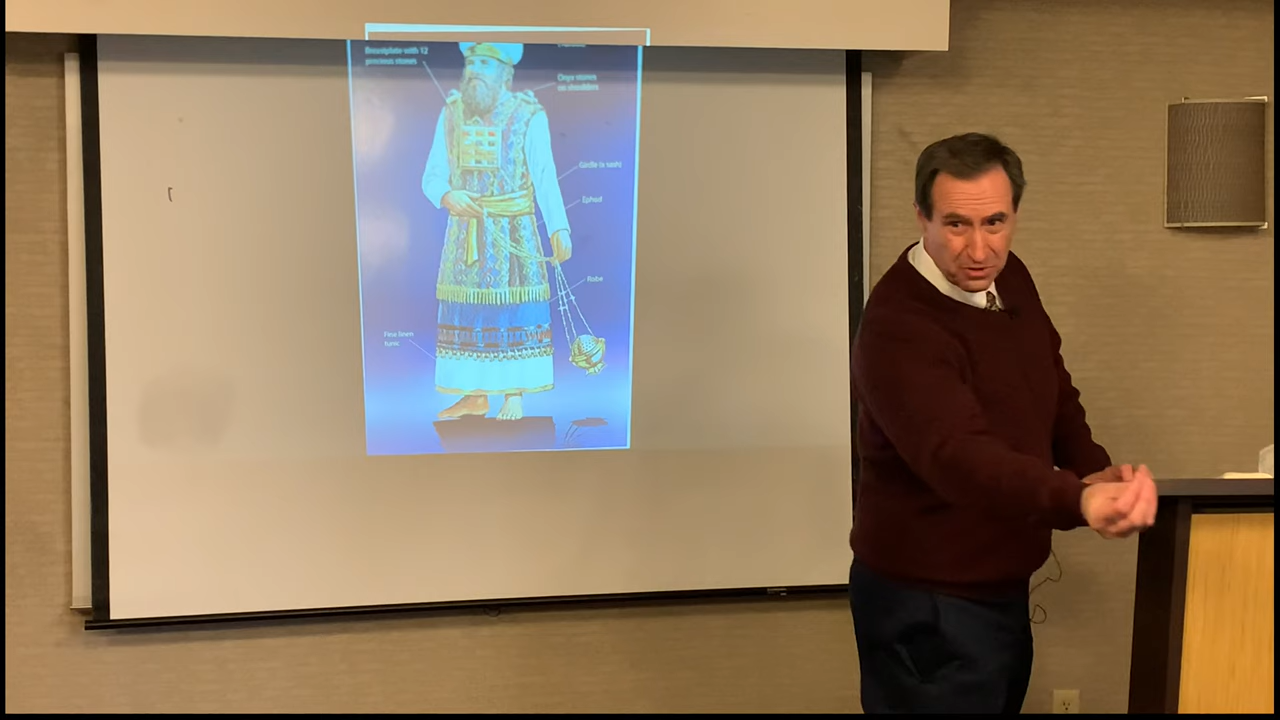 Breastplate with 12
precious stones
Onyx stones
on shoulders
Girdle (a sash)
Ephod
Robe
Fine linen
tunic